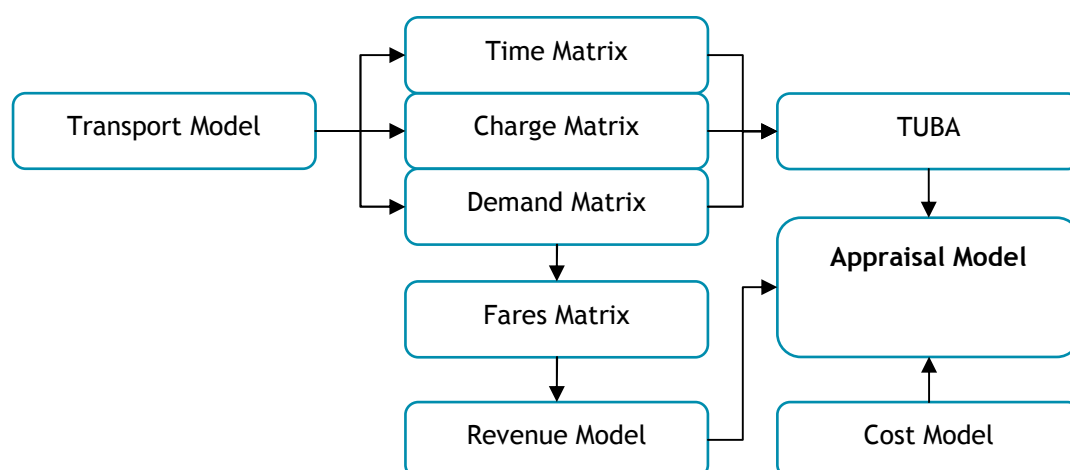 Time Matrix
Transport Model
Charge Matrix
TUBA
Demand Matrix
Appraisal Model
Fares Matrix
Revenue Model
Cost Model